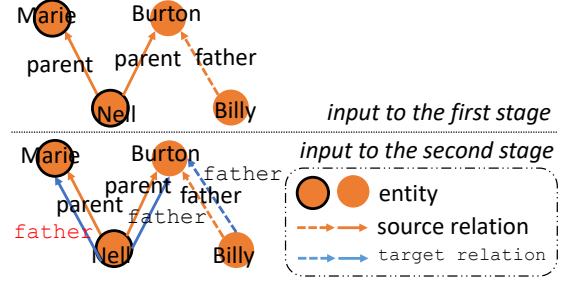 Marie
Burton
parent
parent
father
Nell
Billy
input to the first stage
input to the second stage
Marie
Burton
father
parent
father
parent
father
father
Nell
Billy
entity
source relation
target relation